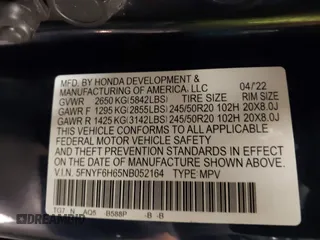 MFD. BY HONDA DEVELOPMENT &
MANUFACTURING OF AMERICA, LLC 04/22
GVWR 2650 KG(5842LBS) TIRE SIZE RIM SIZE
GAWR F 1295 KG(2855LBS) 245/50R20 102H 20X8.0J
GAWR R 1425 KG(3142LBS) 245/50R20 102H 20X8.0J
THIS VEHICLE CONFORMS TO ALL APPLICABLE
FEDERAL MOTOR VEHICLE SAFETY
AND THEFT PREVENTION STANDARDS IN EFFECT ON
THE DATE OF MANUFACTURE SHOWN ABOVE.
V.I.N. 5FNYF6H65NB052164 TYPE: MPV
TG7 N AQ5 -B588P -B -B